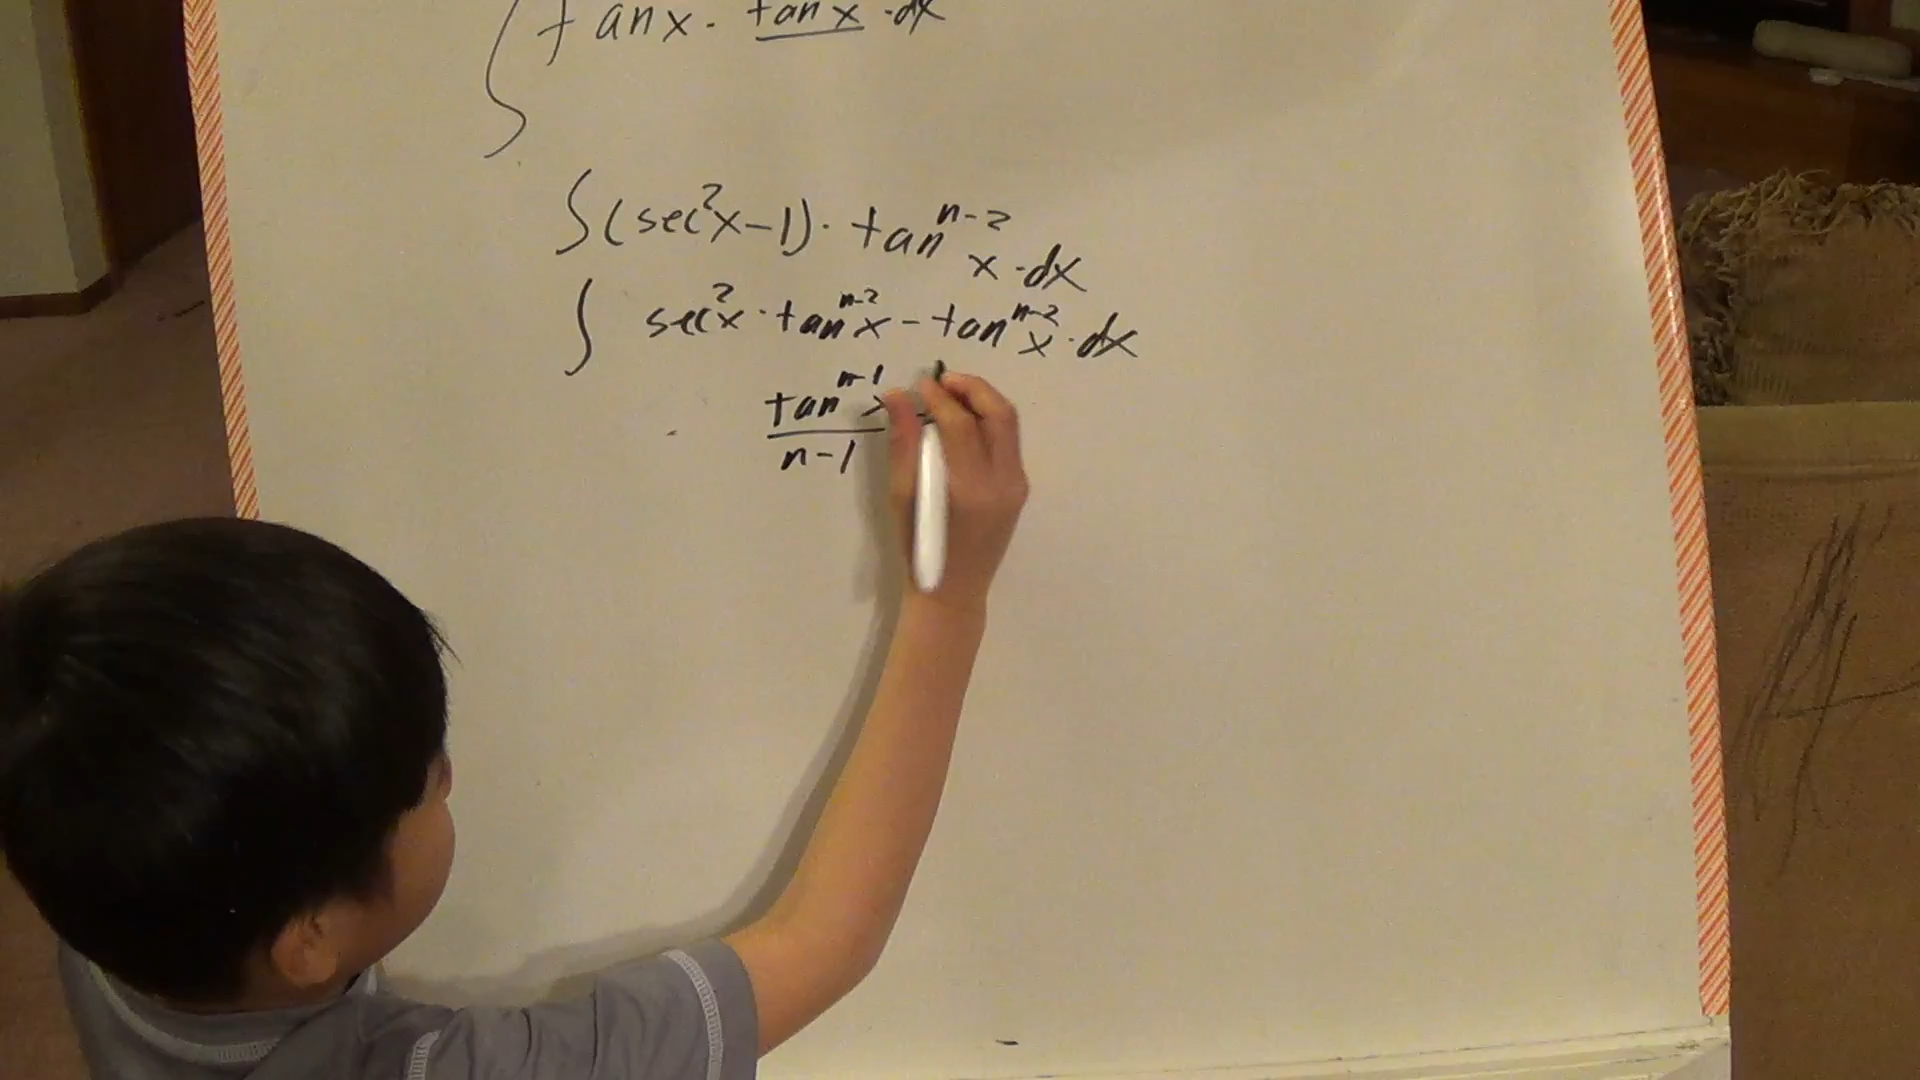 ∫ tanx · tanx · dx
∫(sec²x-1) · tanⁿ⁻²x · dx
∫ sec²x · tanⁿ⁻²x - tanⁿ⁻²x · dx
tanⁿ⁻¹x -
n-1